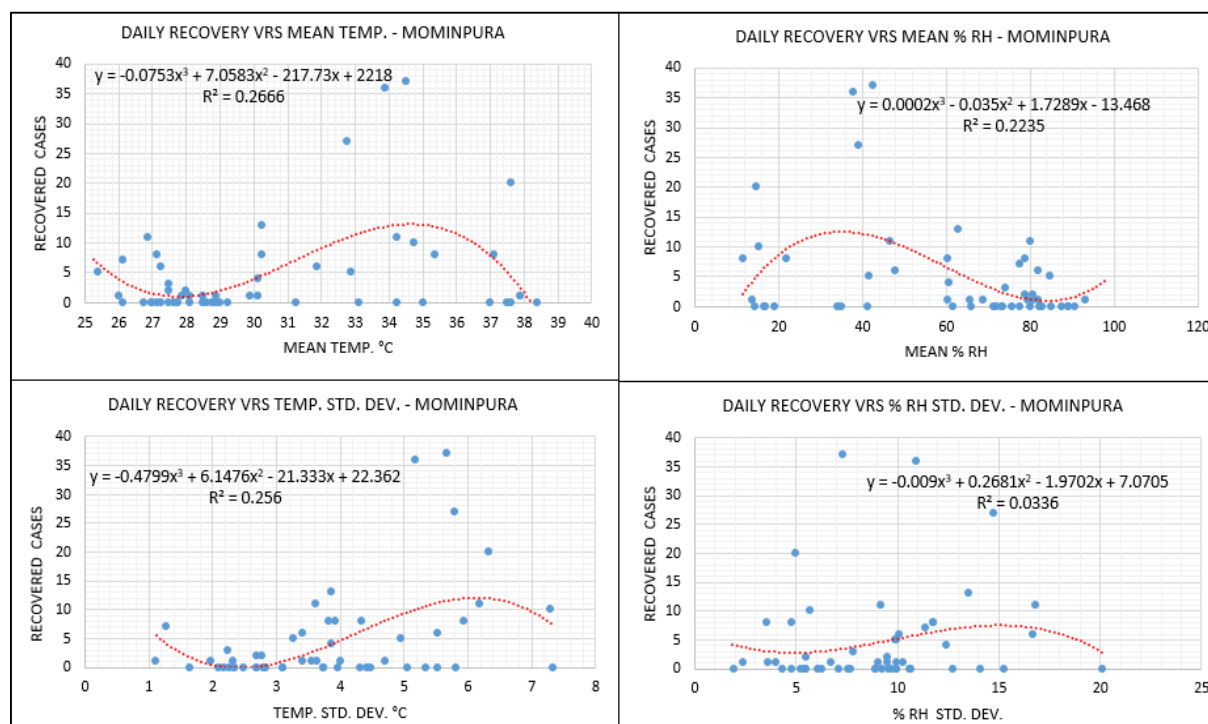 DAILY RECOVERY VRS MEAN TEMP. - MOMINPURA
y = -0.0753x³ + 7.0583x² - 217.73x + 2218
R² = 0.2666
RECOVERED CASES
40
35
30
25
20
15
10
5
0
25 26 27 28 29 30 31 32 33 34 35 36 37 38 39 40
MEAN TEMP. °C
DAILY RECOVERY VRS MEAN % RH - MOMINPURA
y = 0.0002x³ - 0.035x² + 1.7289x - 13.468
R² = 0.2235
RECOVERED CASES
40
35
30
25
20
15
10
5
0
0 20 40 60 80 100 120
MEAN % RH
DAILY RECOVERY VRS TEMP. STD. DEV. - MOMINPURA
y = -0.4799x³ + 6.1476x² - 21.333x + 22.362
R² = 0.256
RECOVERED CASES
40
35
30
25
20
15
10
5
0
0 1 2 3 4 5 6 7 8
TEMP. STD. DEV. °C
DAILY RECOVERY VRS % RH STD. DEV. - MOMINPURA
y = -0.009x³ + 0.2681x² - 1.9702x + 7.0705
R² = 0.0336
RECOVERED CASES
40
35
30
25
20
15
10
5
0
0 5 10 15 20 25
% RH STD. DEV.